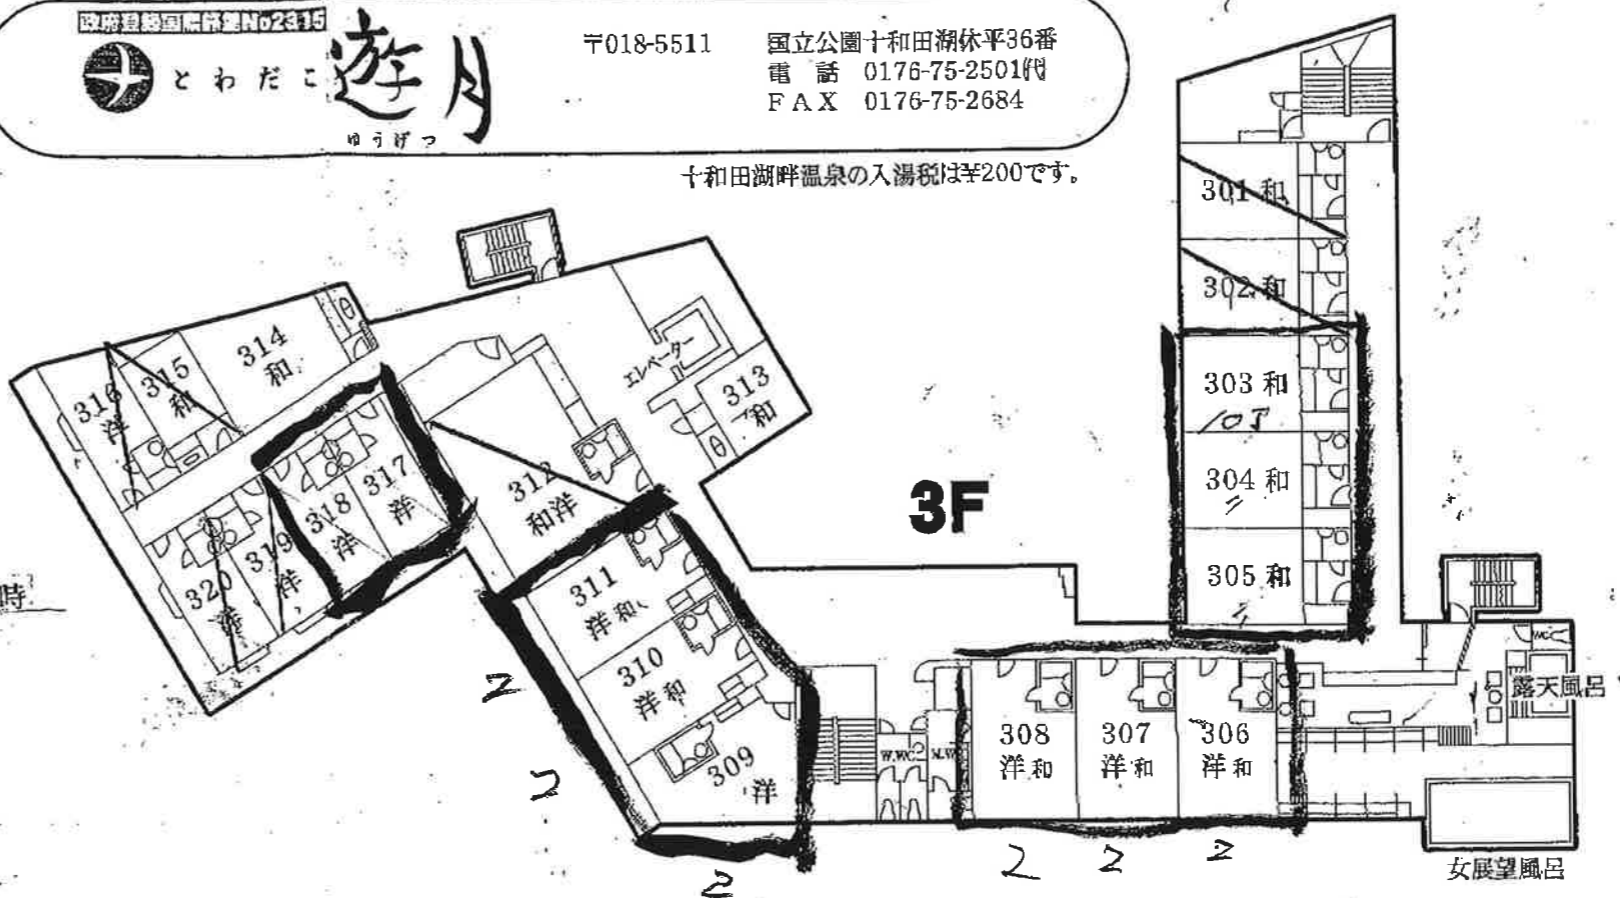 政府登録国際旅館No2315
とわだこ 遊月
ゆうげつ
〒018-5511
国立公園十和田湖休平36番
電 話 0176-75-2501㈹
FAX 0176-75-2684
十和田湖畔温泉の入湯税は¥200です。
301 和
302 和
303 和
304 和
305 和
306
洋和
307
洋和
308
洋和
309
洋
310
洋和
311
洋和
312
和洋
313
和
314
和
315
和
316
洋
317
洋
318
洋
319
洋
320
洋
エレベーター
3F
時
W.WC
WC
露天風呂
女展望風呂
2
2
2
2
2
2